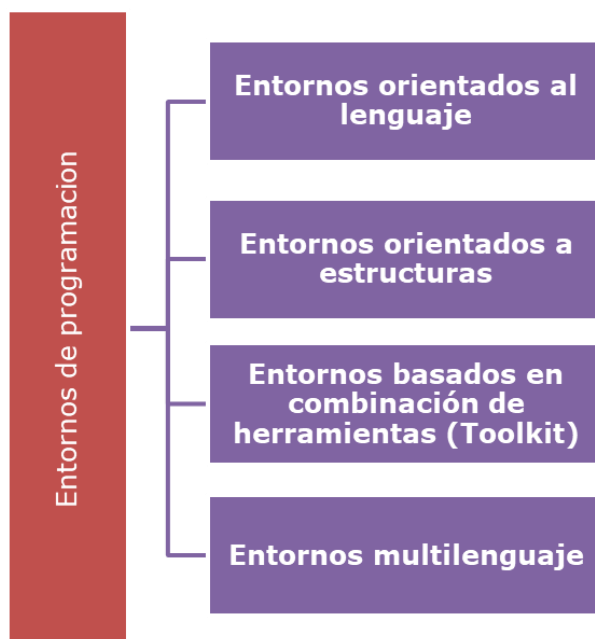 Entornos de programacion
Entornos orientados al
lenguaje
Entornos orientados a
estructuras
Entornos basados en
combinación de
herramientas (Toolkit)
Entornos multilenguaje